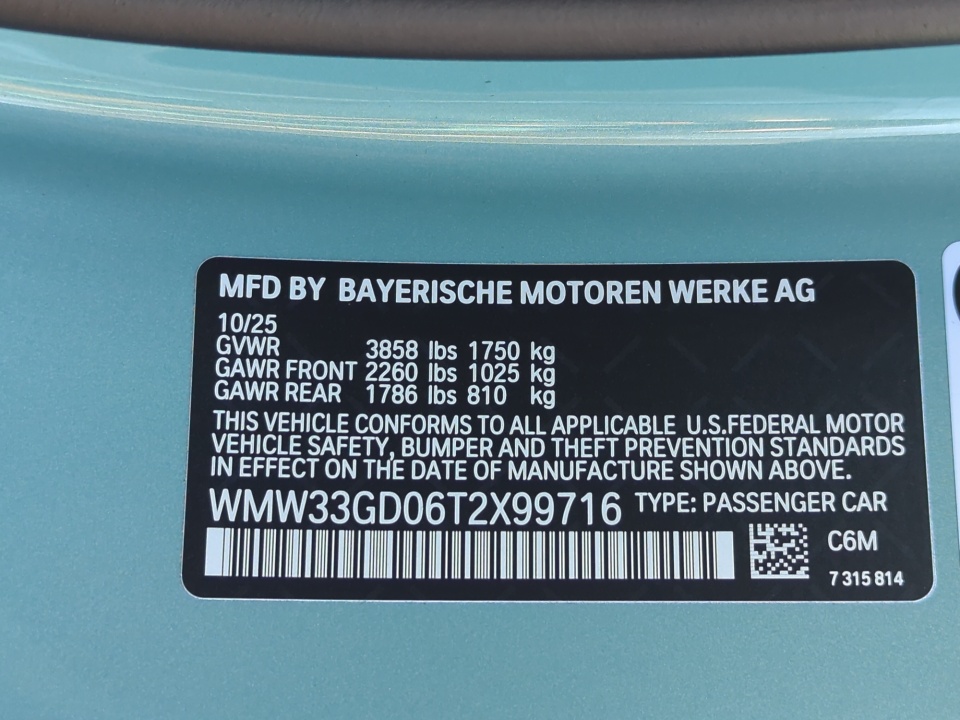 MFD BY BAYERISCHE MOTOREN WERKE AG
10/25
GVWR 3858 lbs 1750 kg
GAWR FRONT 2260 lbs 1025 kg
GAWR REAR 1786 lbs 810 kg
THIS VEHICLE CONFORMS TO ALL APPLICABLE U.S.FEDERAL MOTOR
VEHICLE SAFETY, BUMPER AND THEFT PREVENTION STANDARDS
IN EFFECT ON THE DATE OF MANUFACTURE SHOWN ABOVE.
WMW33GD06T2X99716 TYPE: PASSENGER CAR
C6M
7 315 814